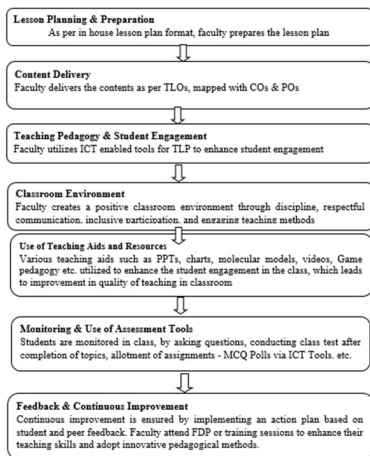 Lesson Planning & Preparation
As per in house lesson plan format, faculty prepares the lesson plan
Content Delivery
Faculty delivers the contents as per TLOs, mapped with COs & POs
Teaching Pedagogy & Student Engagement
Faculty utilizes ICT enabled tools for TLP to enhance student engagement
Classroom Environment
Faculty creates a positive classroom environment through discipline, respectful
communication, inclusive participation, and engaging teaching methods
Use of Teaching Aids and Resources
Various teaching aids such as PPTs, charts, molecular models, videos, Game
pedagogy etc. utilized to enhance the student engagement in the class, which leads
to improvement in quality of teaching in classroom
Monitoring & Use of Assessment Tools
Students are monitored in class, by asking questions, conducting class test after
completion of topics, allotment of assignments - MCQ Polls via ICT Tools. etc.
Feedback & Continuous Improvement
Continuous improvement is ensured by implementing an action plan based on
student and peer feedback. Faculty attend FDP or training sessions to enhance their
teaching skills and adopt innovative pedagogical methods.